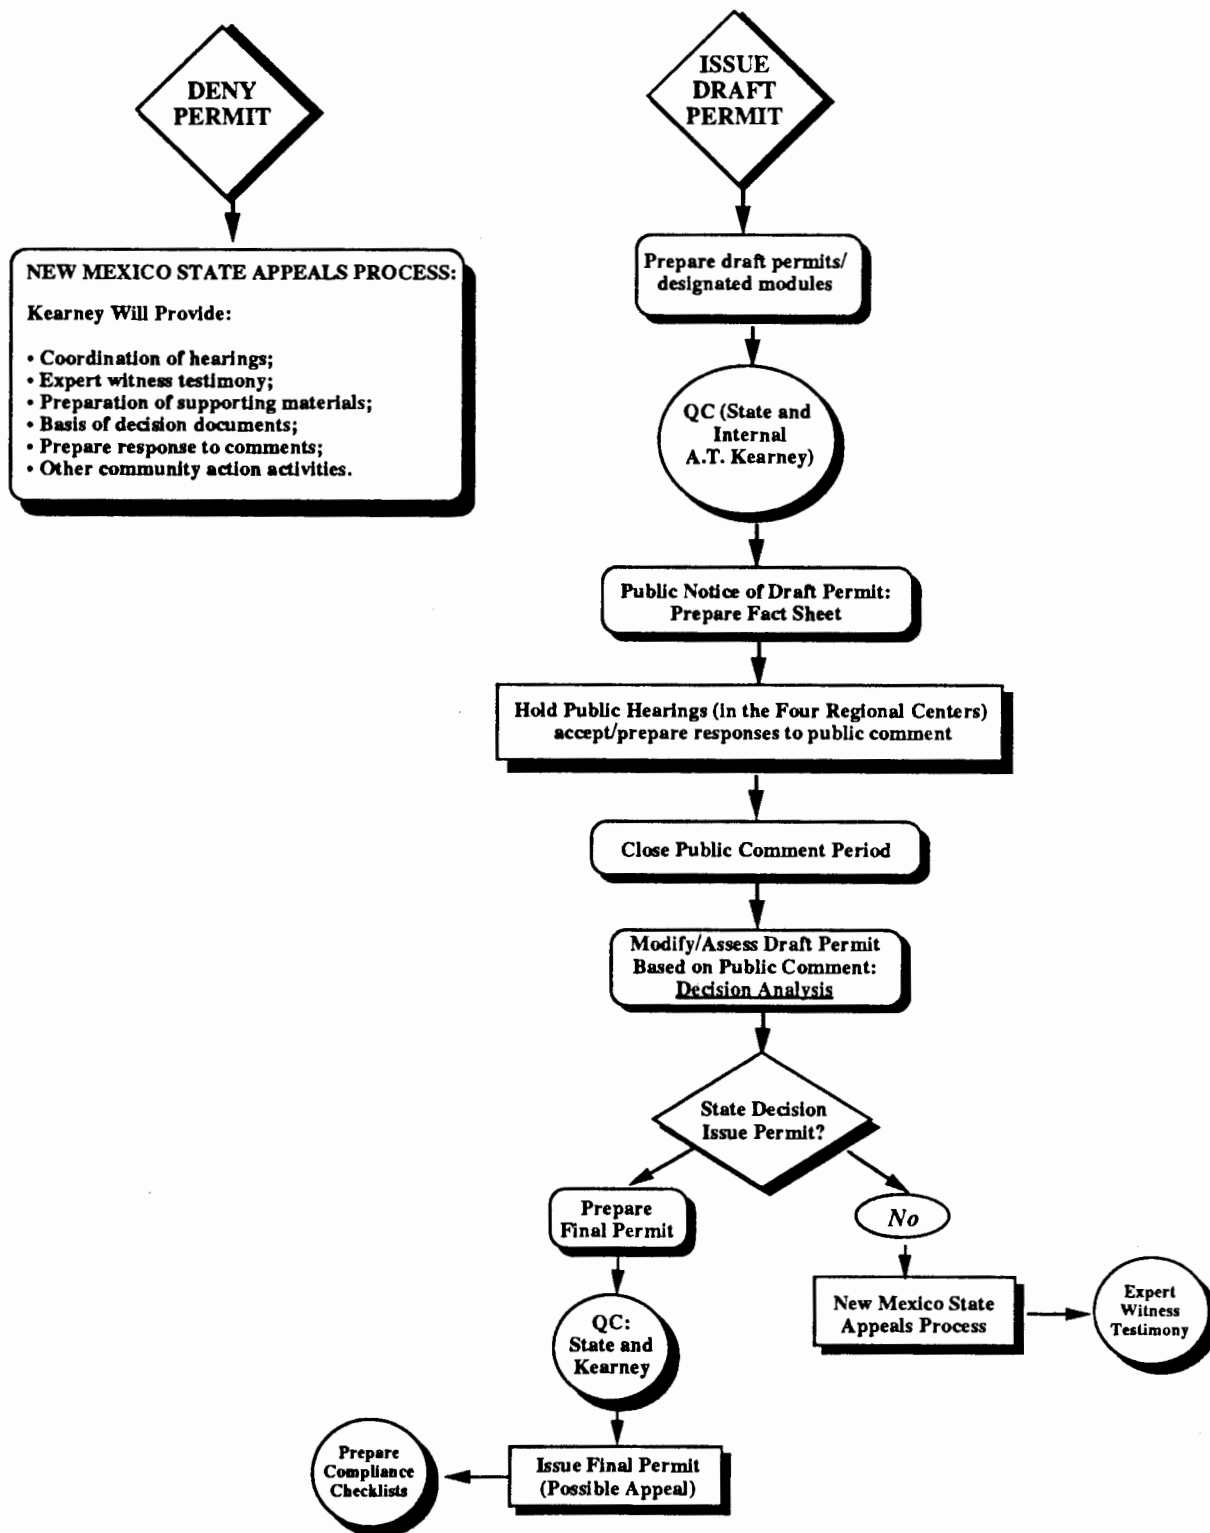 DENY
PERMIT
NEW MEXICO STATE APPEALS PROCESS:
Kearney Will Provide:
• Coordination of hearings;
• Expert witness testimony;
• Preparation of supporting materials;
• Basis of decision documents;
• Prepare response to comments;
• Other community action activities.
ISSUE
DRAFT
PERMIT
Prepare draft permits/
designated modules
QC (State and
Internal
A.T. Kearney)
Public Notice of Draft Permit:
Prepare Fact Sheet
Hold Public Hearings (in the Four Regional Centers)
accept/prepare responses to public comment
Close Public Comment Period
Modify/Assess Draft Permit
Based on Public Comment:
Decision Analysis
State Decision
Issue Permit?
Prepare
Final Permit
No
QC:
State and
Kearney
New Mexico State
Appeals Process
Expert
Witness
Testimony
Issue Final Permit
(Possible Appeal)
Prepare
Compliance
Checklists